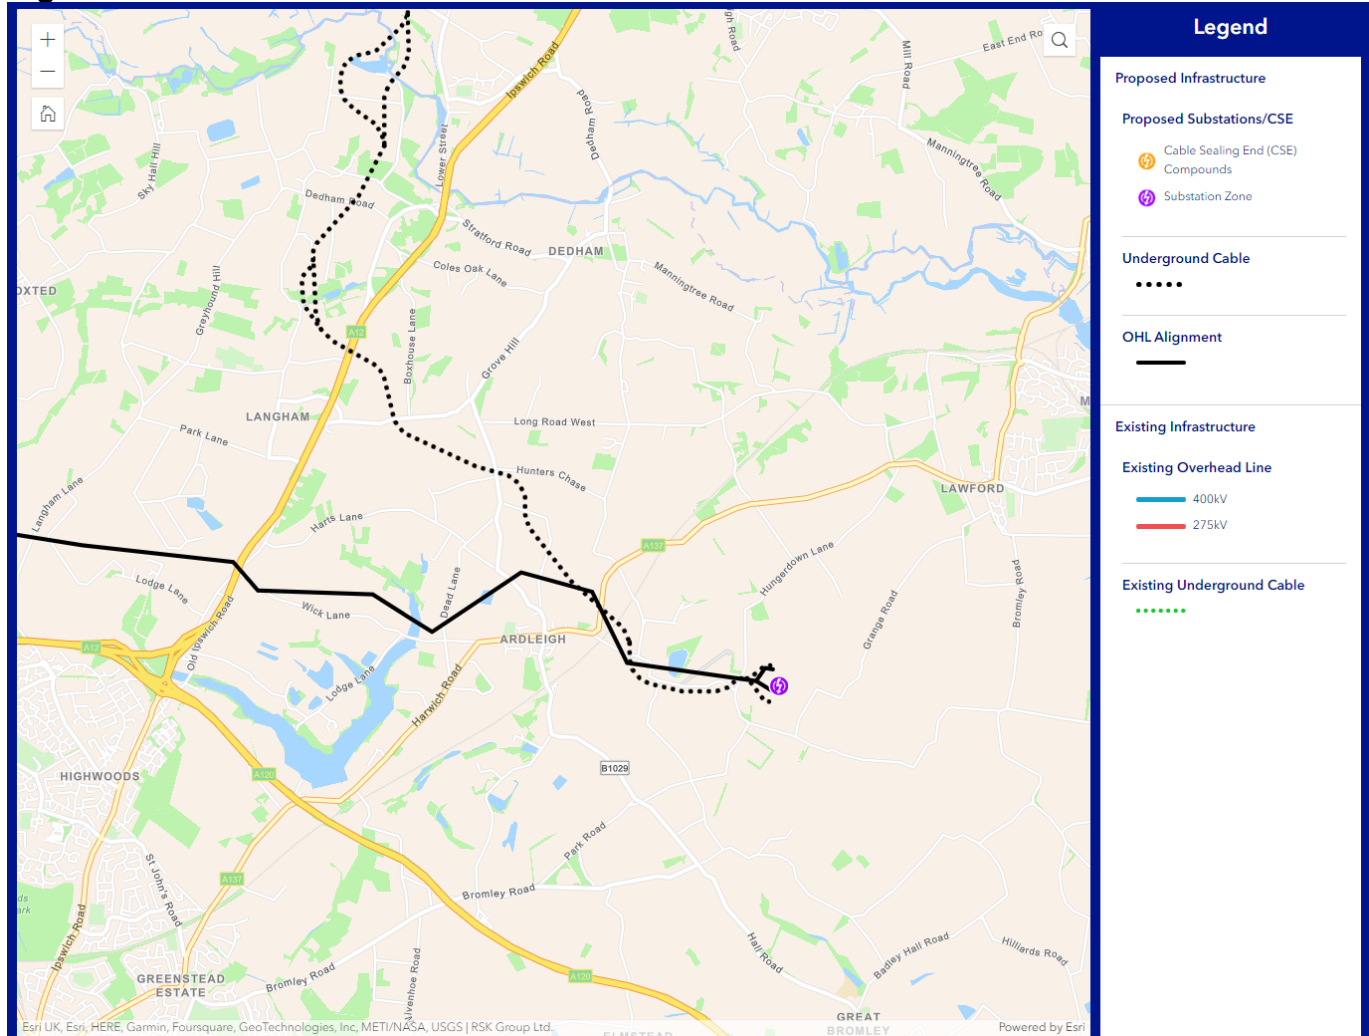 Legend
Proposed Infrastructure
Proposed Substations/CSE
Cable Sealing End (CSE)
Compounds
Substation Zone
Underground Cable
OHL Alignment
Existing Infrastructure
Existing Overhead Line
400kV
275kV
Existing Underground Cable
+
−
Ipswich Road
Dedham Road
Mill Road
East End
Manningtree Road
Sky Hall Hill
Lower Street
Dedham Road
Stratford Road
DEDHAM
Coles Oak Lane
Manningtree Road
Greyhound Hill
A12
Boxhouse Lane
Grove Hill
LANGHAM
Park Lane
Long Road West
Hunters Chase
Langham Lane
Harts Lane
LAWFORD
A137
Hungerdown Lane
Lodge Lane
Wick Lane
Dead Lane
Old Ipswich Road
ARDLEIGH
Grange Road
Bromley Road
A12
Lodge Lane
Harwich Road
HIGHWOODS
A120
B1029
Park Road
St John's Road
A137
Bromley Road
Ipswich Road
Hall Road
Badley Hall Road
Hilliards Road
GREENSTEAD
ESTATE
Bromley Road
A120
GREAT
BROMLEY
ELMSTEAD
Esri UK, Esri, HERE, Garmin, Foursquare, GeoTechnologies, Inc, METI/NASA, USGS | RSK Group Ltd.
Powered by Esri